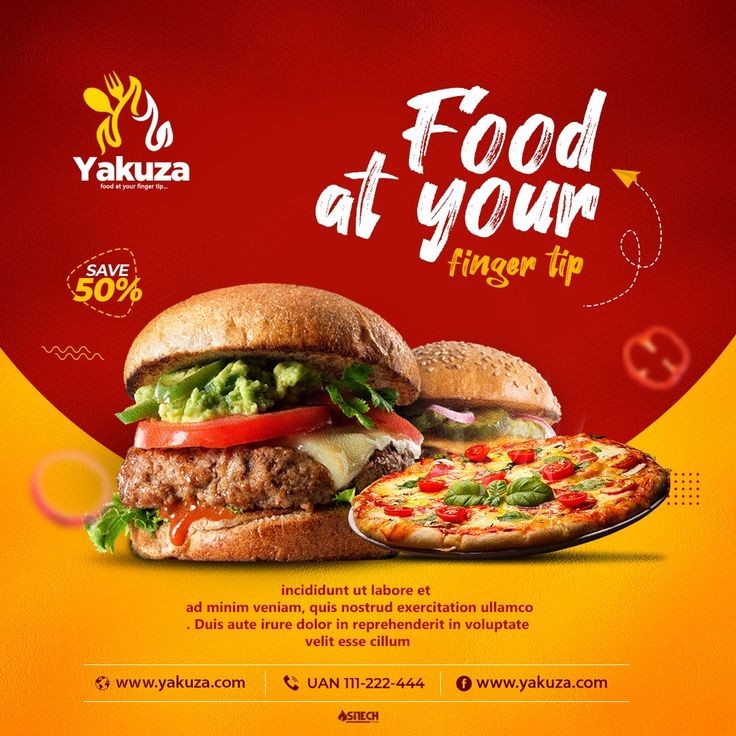 Yakuza
food at your finger tip...
Food
at your
finger tip
SAVE
50%
incididunt ut labore et
ad minim veniam, quis nostrud exercitation ullamco
. Duis aute irure dolor in reprehenderit in voluptate
velit esse cillum
www.yakuza.com
UAN 111-222-444
www.yakuza.com
SITECH